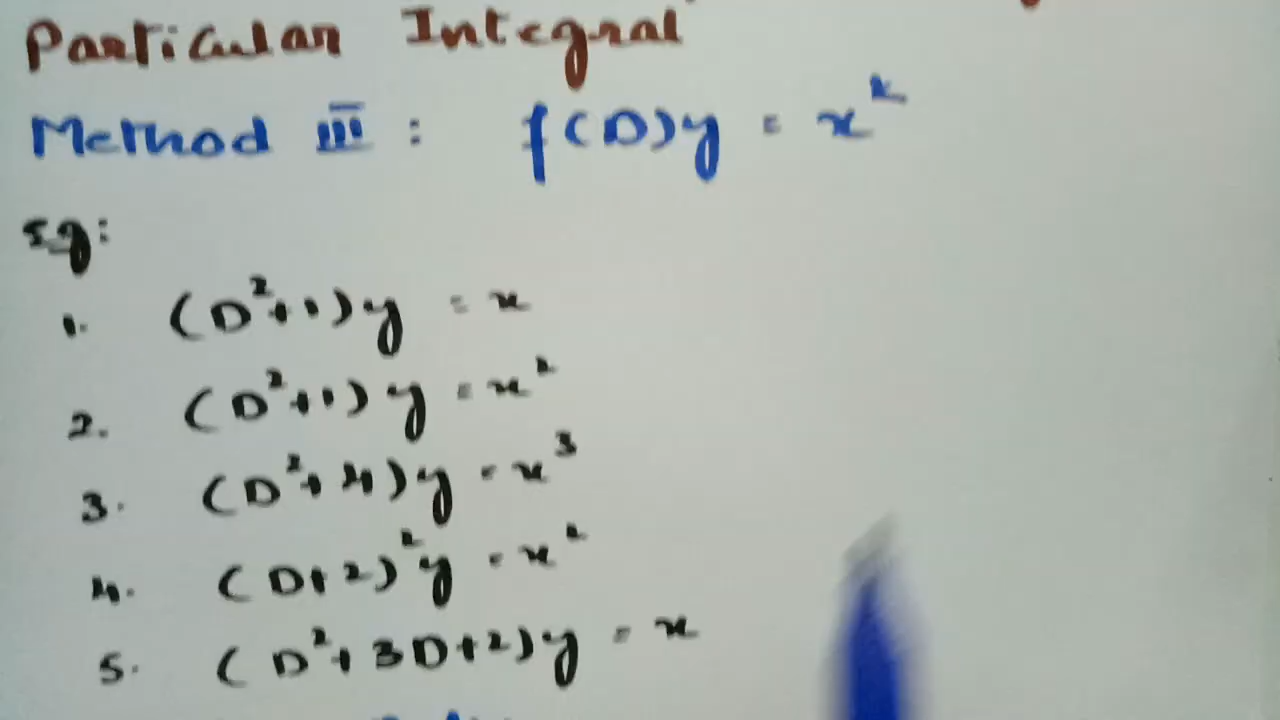 Particular Integral
Method III : f(D)y = x^k
Eg:
1. (D²+1)y = x
2. (D²+1)y = x²
3. (D²+4)y = x³
4. (D+2)²y = x²
5. (D²+3D+2)y = x